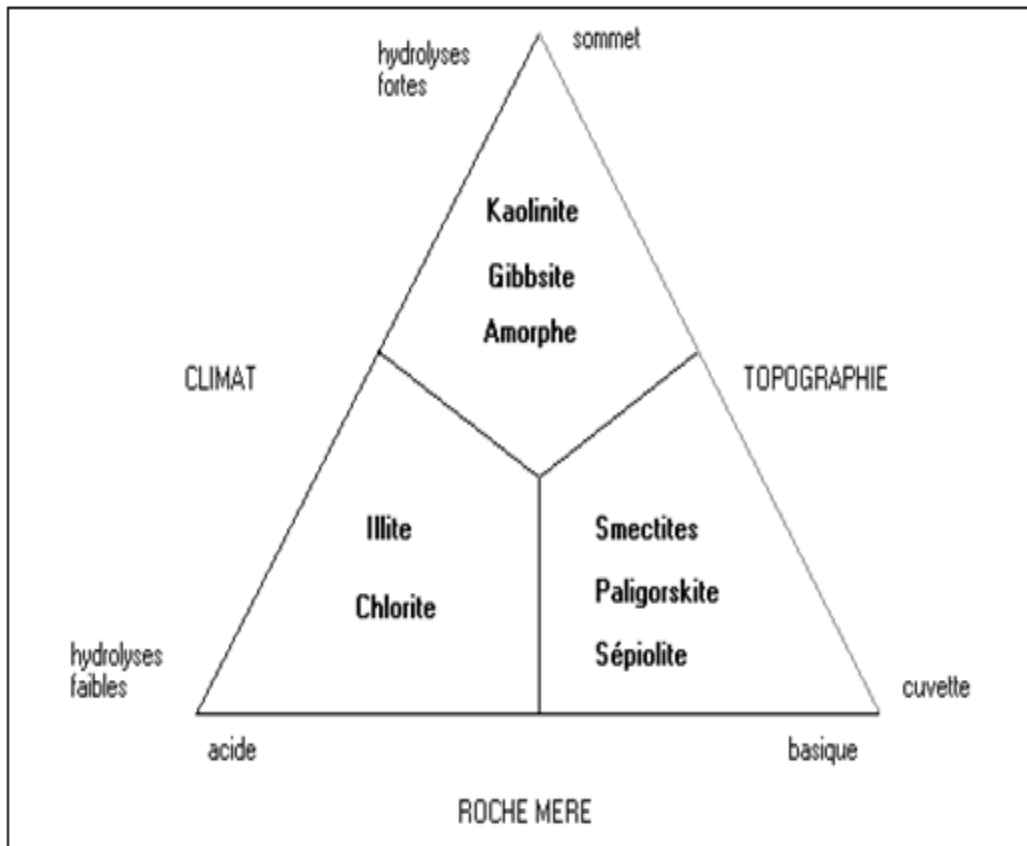 sommet
hydrolyses
fortes
Kaolinite
Gibbsite
Amorphe
CLIMAT
TOPOGRAPHIE
Illite
Chlorite
Smectites
Paligorskite
Sépiolite
hydrolyses
faibles
cuvette
acide
basique
ROCHE MERE